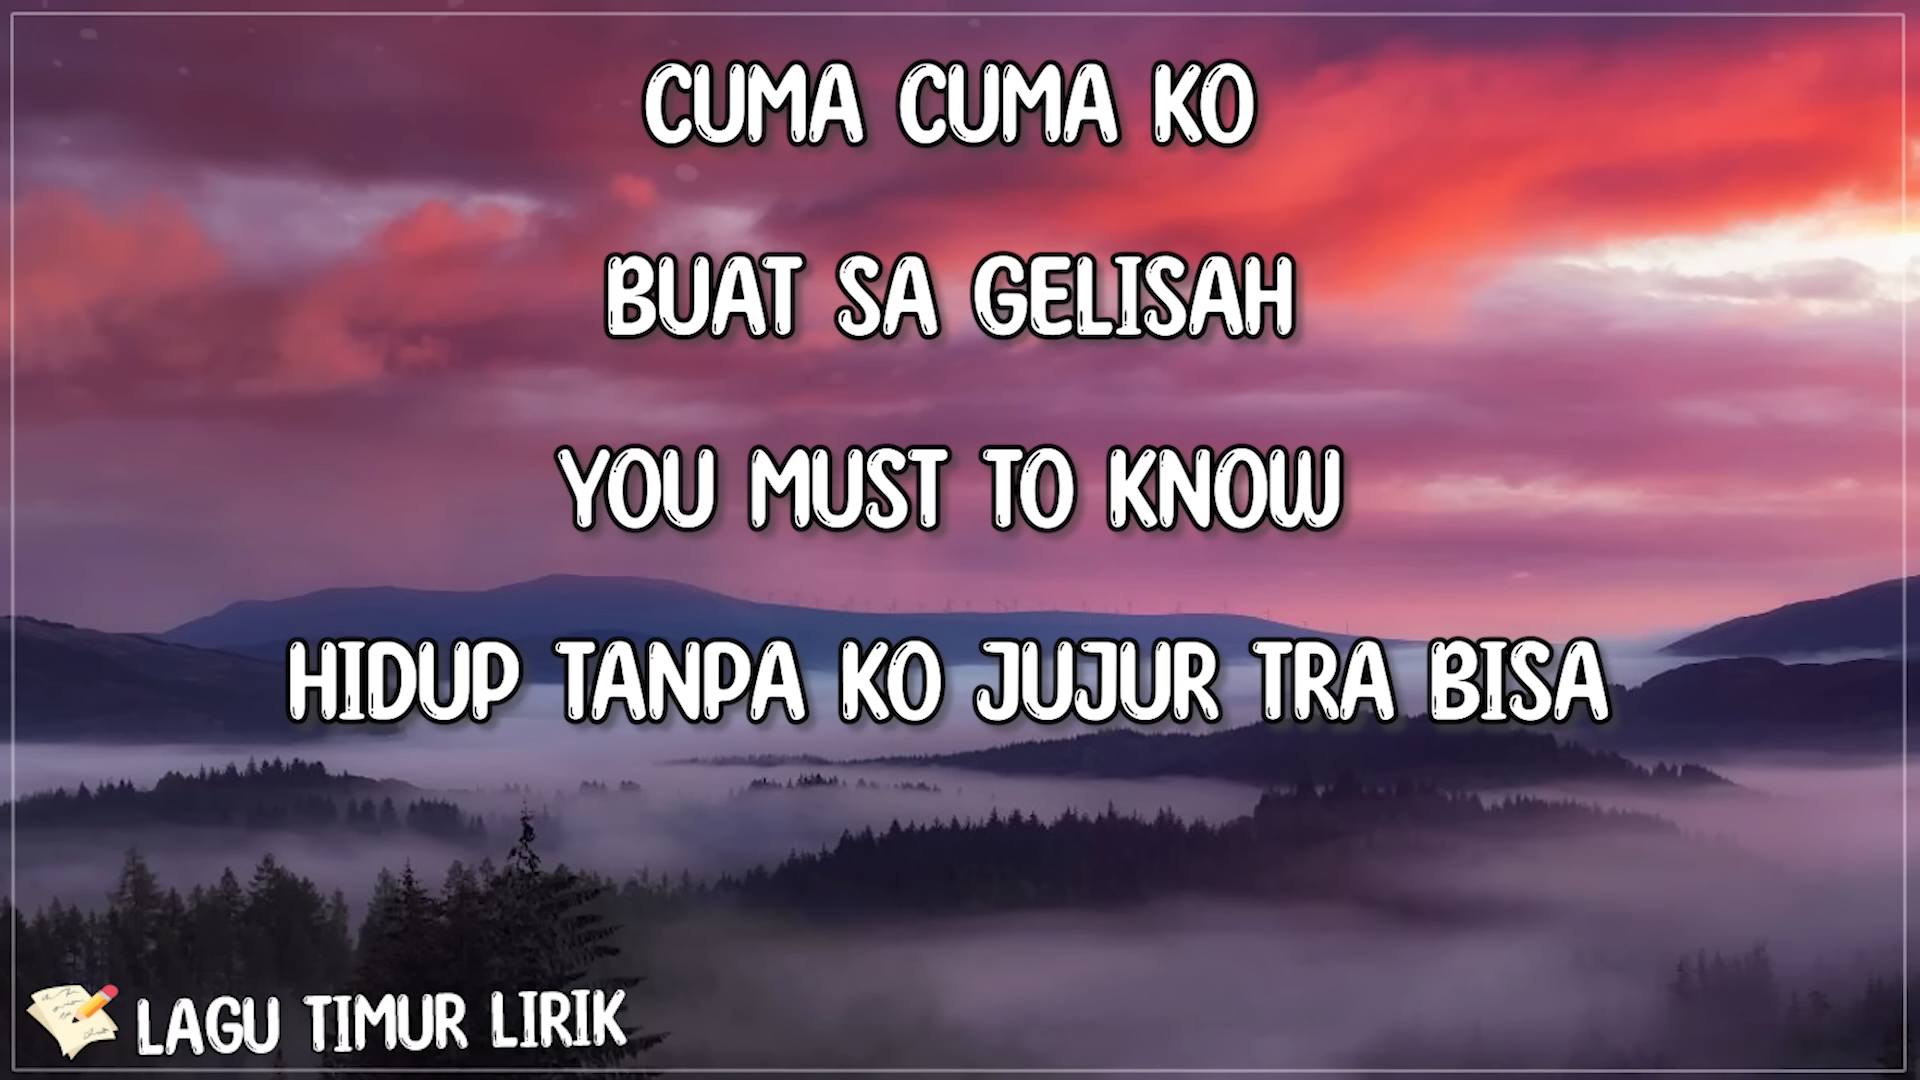 CUMA CUMA KO
BUAT SA GELISAH
YOU MUST TO KNOW
HIDUP TANPA KO JUJUR TRA BISA
LAGU TIMUR LIRIK